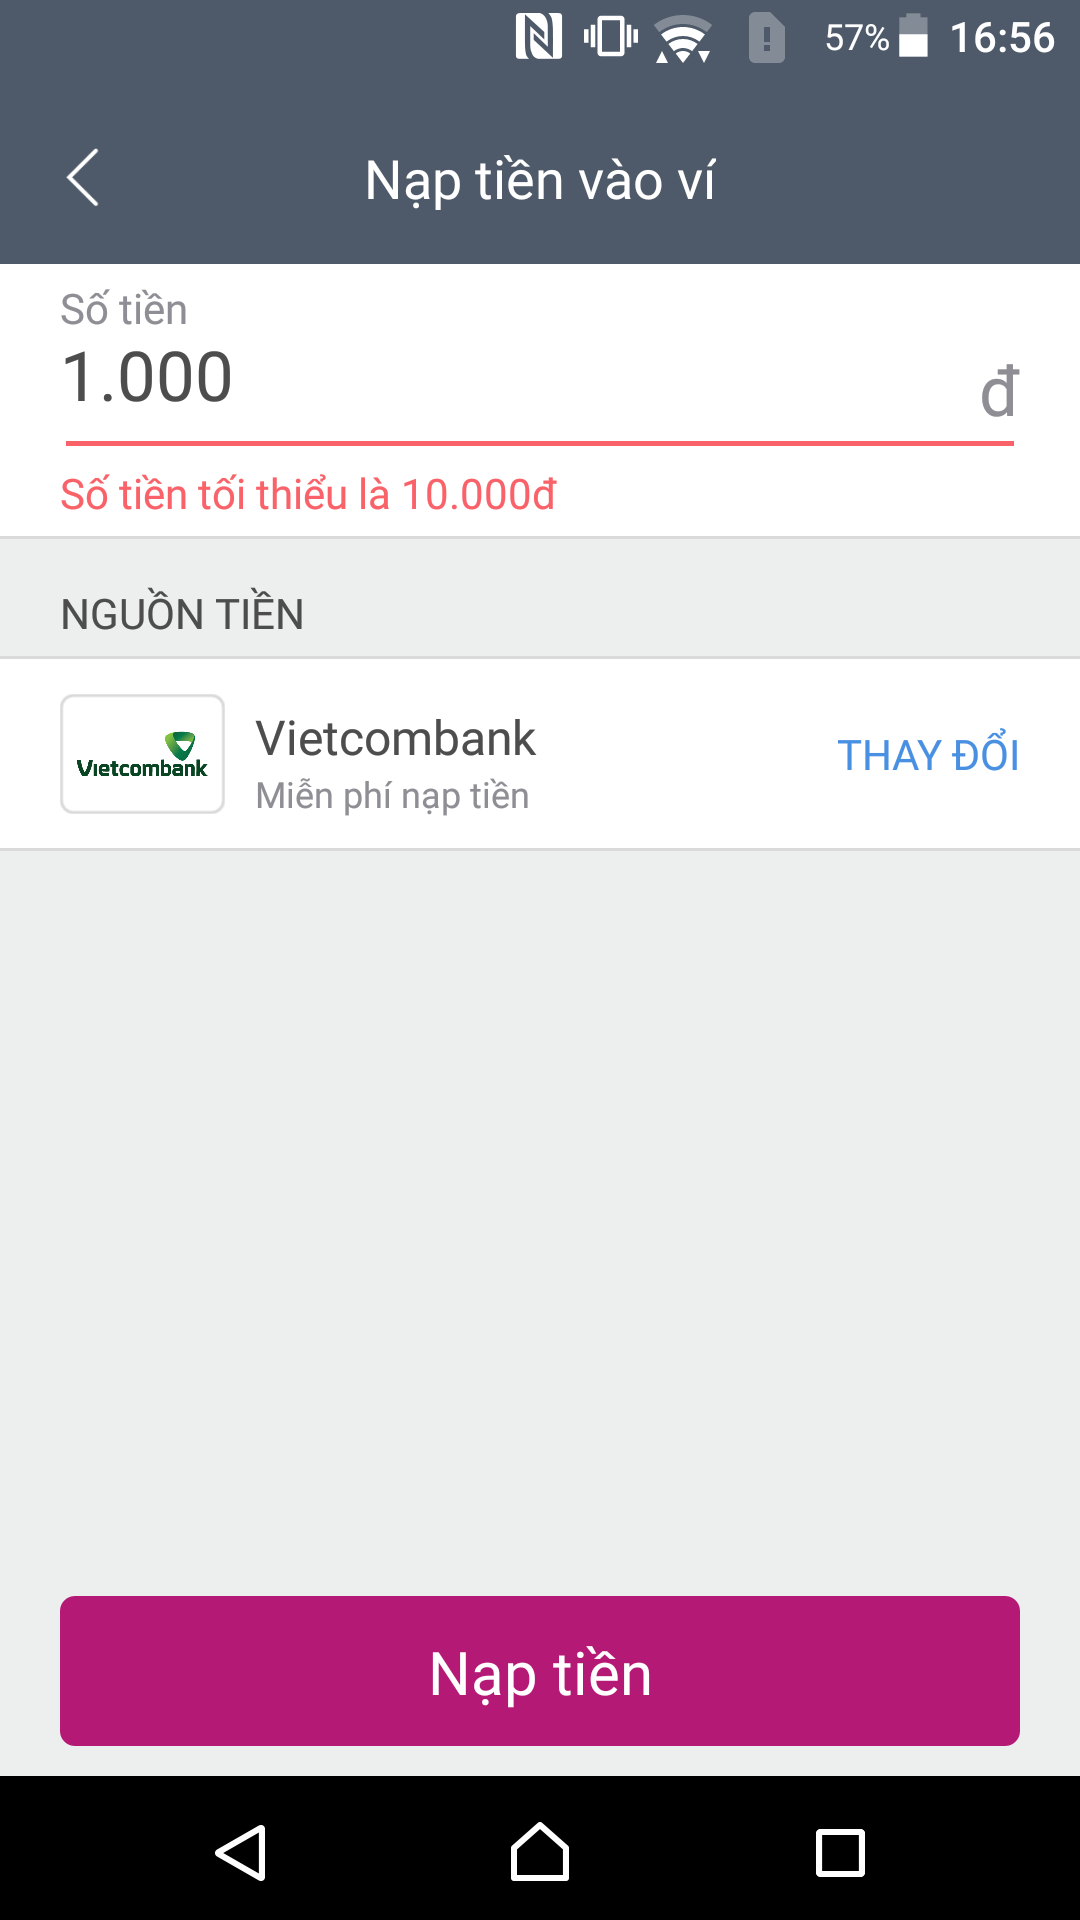 57% 16:56
Nạp tiền vào ví
Số tiền
1.000 đ
Số tiền tối thiểu là 10.000đ
NGUỒN TIỀN
Vietcombank
Vietcombank
Miễn phí nạp tiền
THAY ĐỔI
Nạp tiền